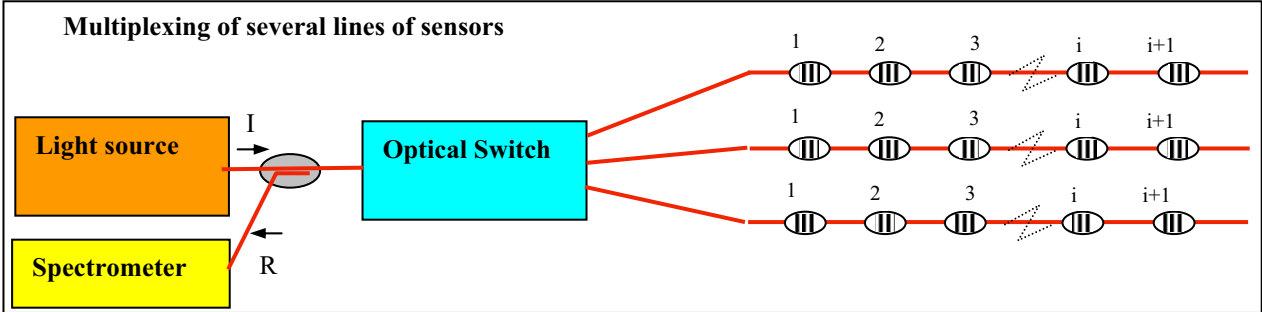 Multiplexing of several lines of sensors
1 2 3 i i+1
I
Light source
Optical Switch
1 2 3 i i+1
1 2 3 i i+1
R
Spectrometer